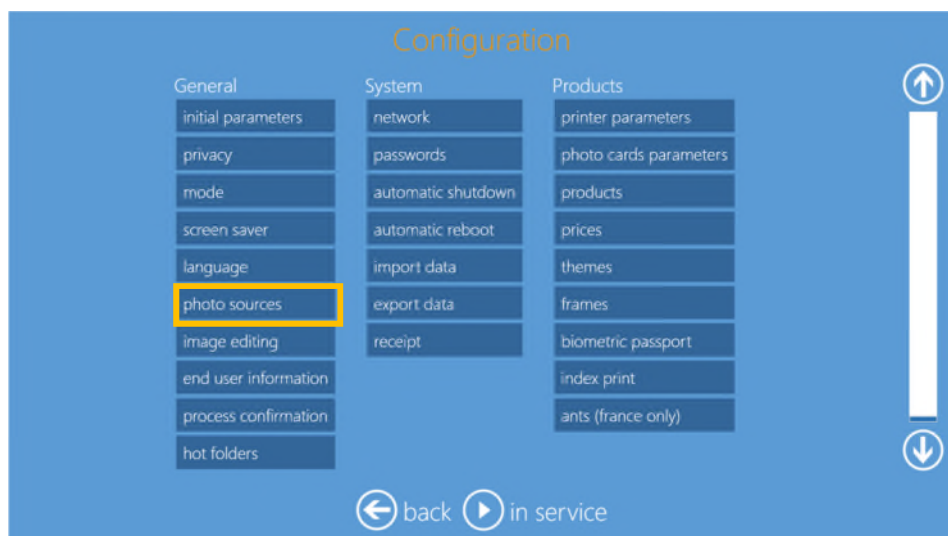 Configuration
General
initial parameters
privacy
mode
screen saver
language
photo sources
image editing
end user information
process confirmation
hot folders
System
network
passwords
automatic shutdown
automatic reboot
import data
export data
receipt
Products
printer parameters
photo cards parameters
products
prices
themes
frames
biometric passport
index print
ants (france only)
back in service